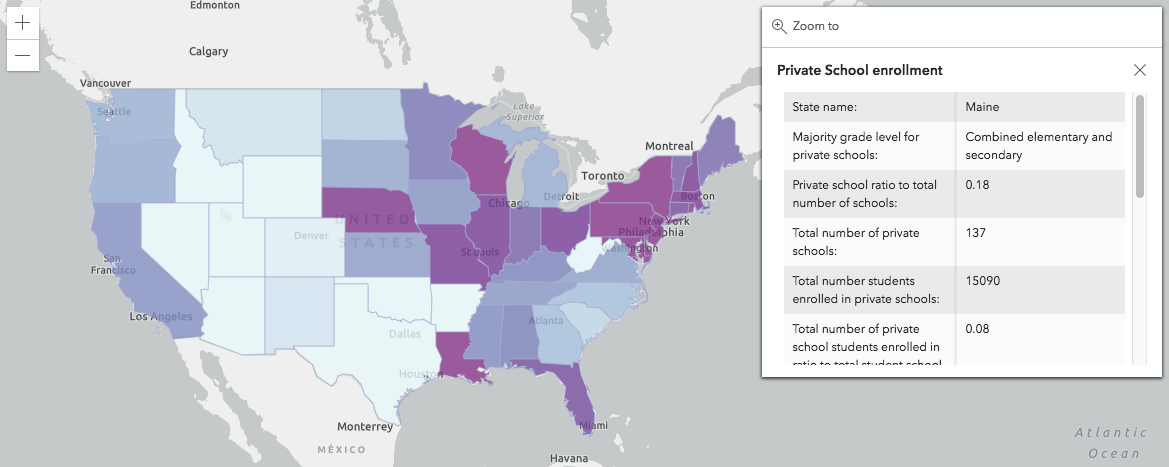 Edmonton
Calgary
Vancouver
Seattle
Lake
Superior
Montreal
Toronto
Chicago
Detroit
Boston
New York
Philadelphia
Washington
UNITED
STATES
Denver
St Louis
San
Francisco
Los Angeles
Atlanta
Dallas
Houston
Miami
Monterrey
MÉXICO
Havana
Atlantic
Ocean
Zoom to
Private School enrollment
State name: Maine
Majority grade level for Combined elementary and
private schools: secondary
Private school ratio to total 0.18
number of schools:
Total number of private 137
schools:
Total number students 15090
enrolled in private schools:
Total number of private 0.08
school students enrolled in
ratio to total student school